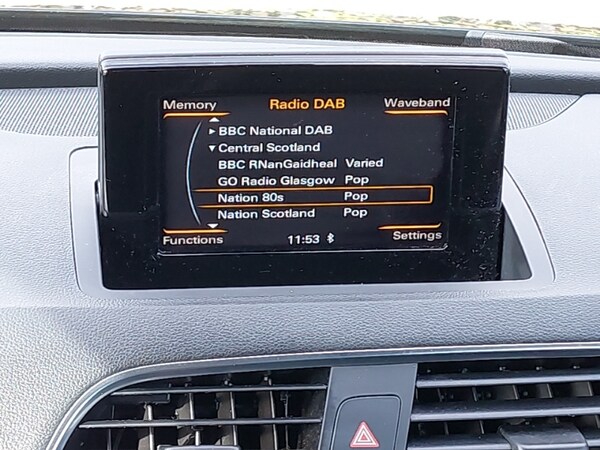 Memory Radio DAB Waveband
▸ BBC National DAB
▾ Central Scotland
BBC RNanGaidheal Varied
GO Radio Glasgow Pop
Nation 80s Pop
Nation Scotland Pop
Functions 11:53 Settings